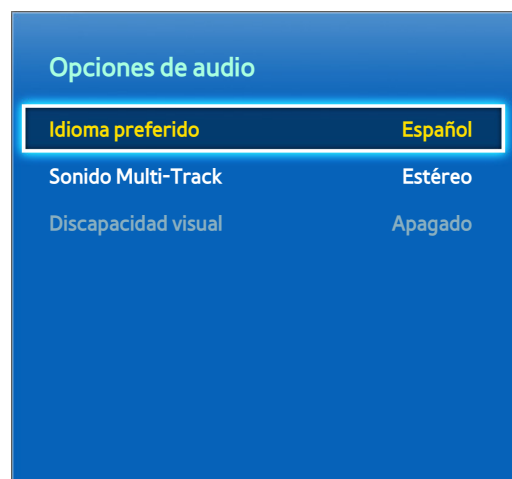 Opciones de audio
Idioma preferido Español
Sonido Multi-Track Estéreo
Discapacidad visual Apagado